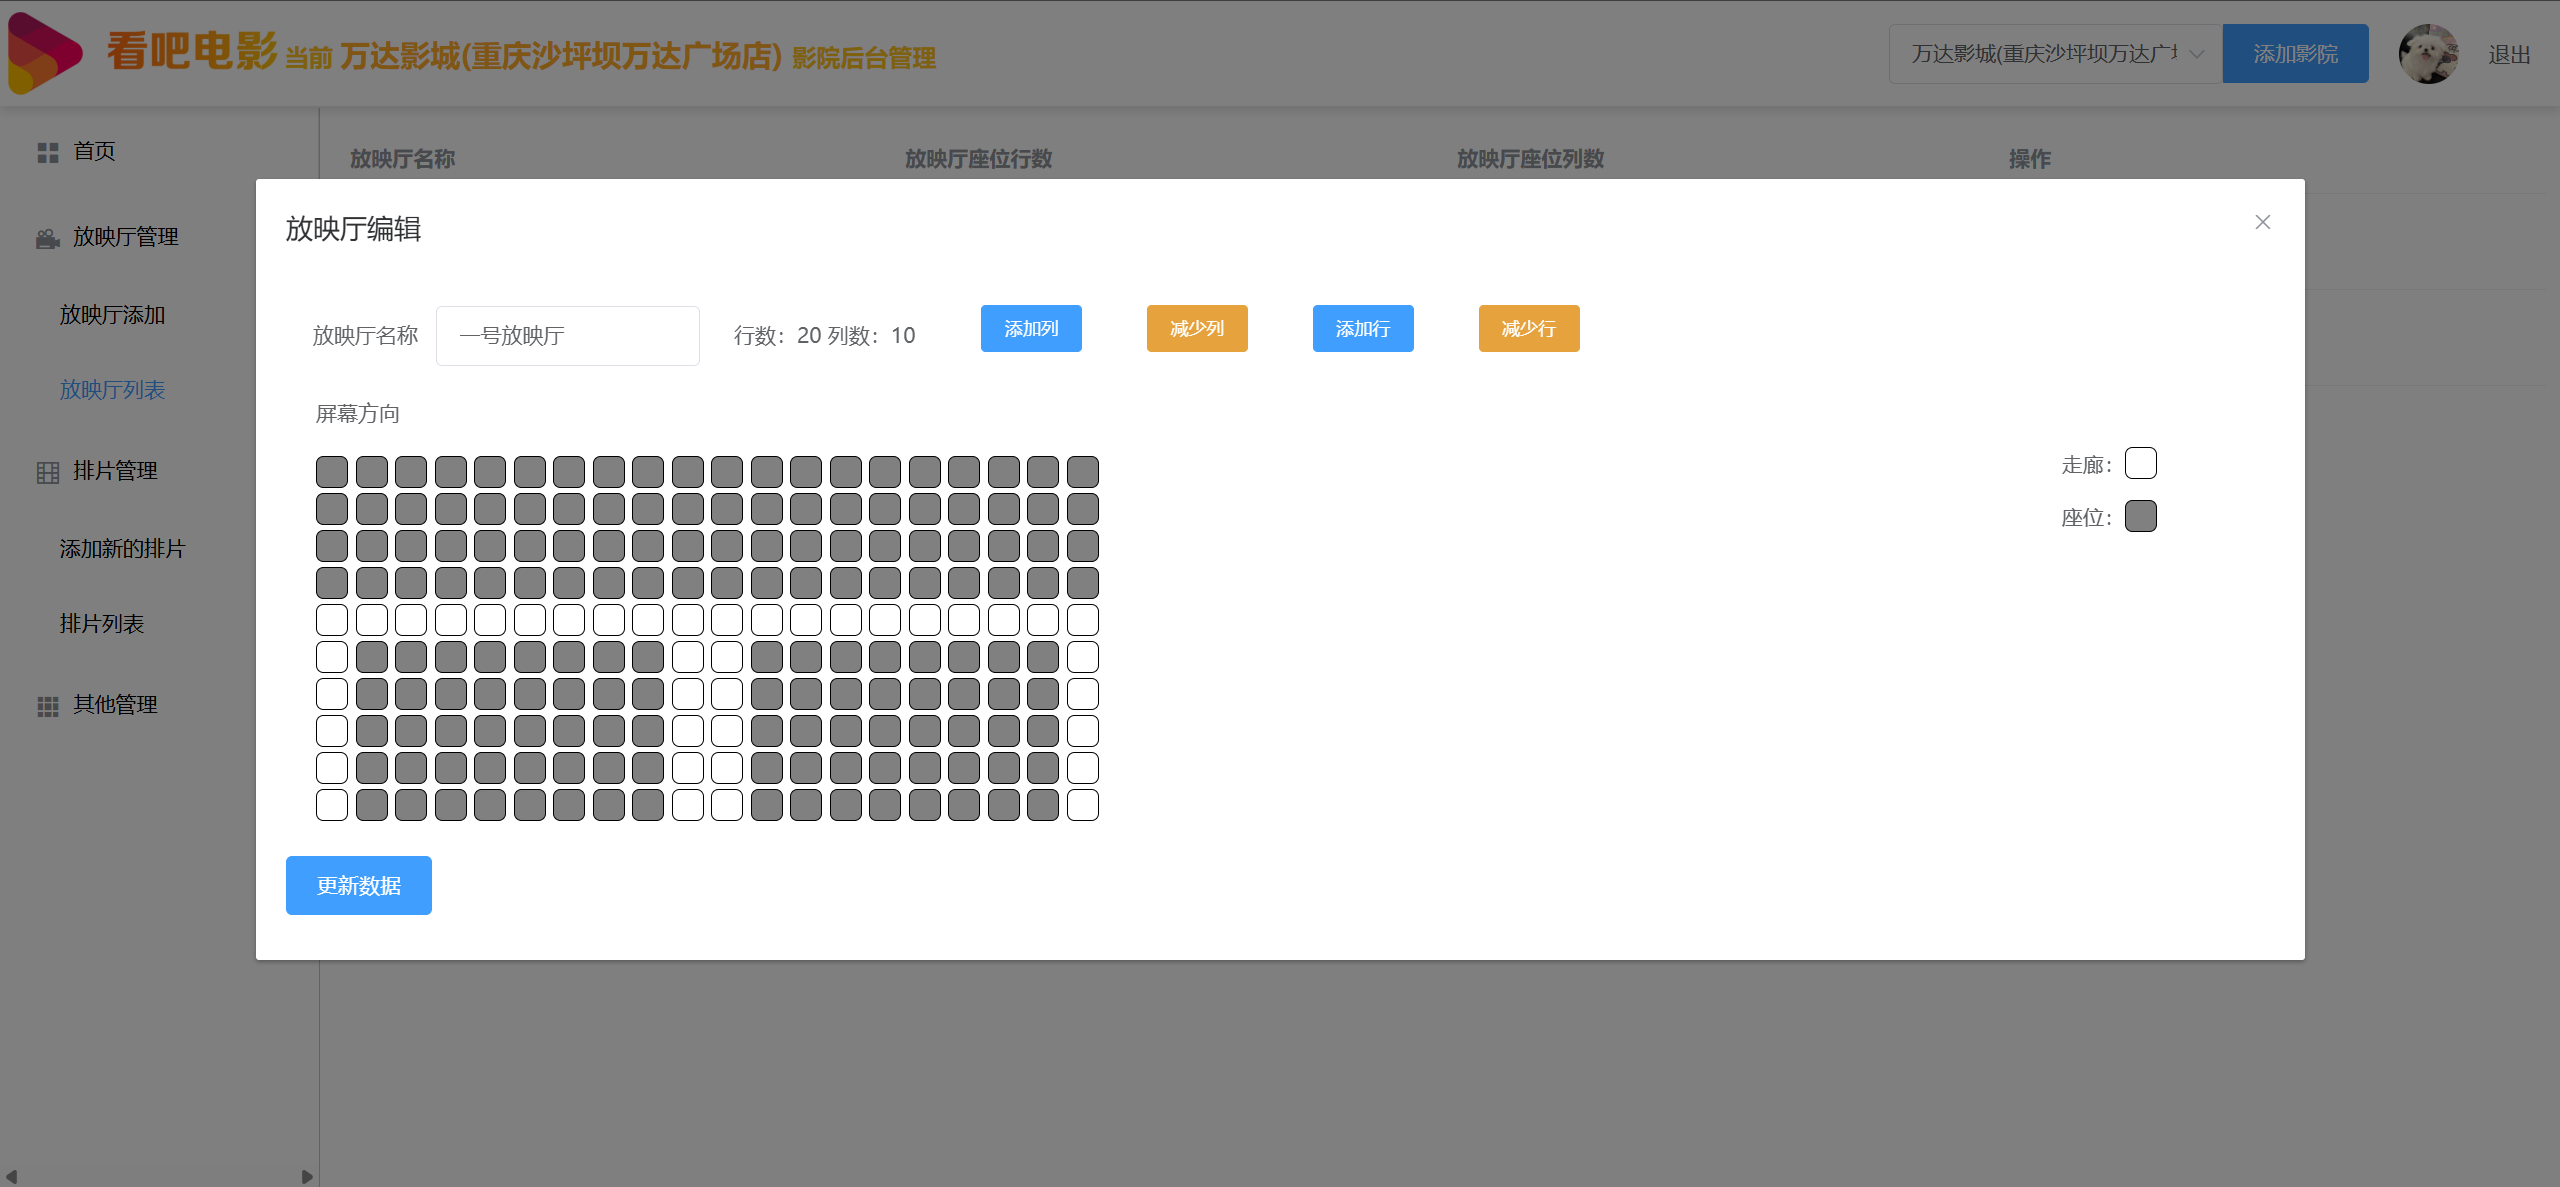 看吧电影 当前 万达影城(重庆沙坪坝万达广场店) 影院后台管理
万达影城(重庆沙坪坝万达广
添加影院
退出
首页
放映厅管理
放映厅添加
放映厅列表
排片管理
添加新的排片
排片列表
其他管理
放映厅名称 放映厅座位行数 放映厅座位列数 操作
放映厅编辑
放映厅名称 一号放映厅 行数：20 列数：10 添加列 减少列 添加行 减少行
屏幕方向
走廊：
座位：
更新数据